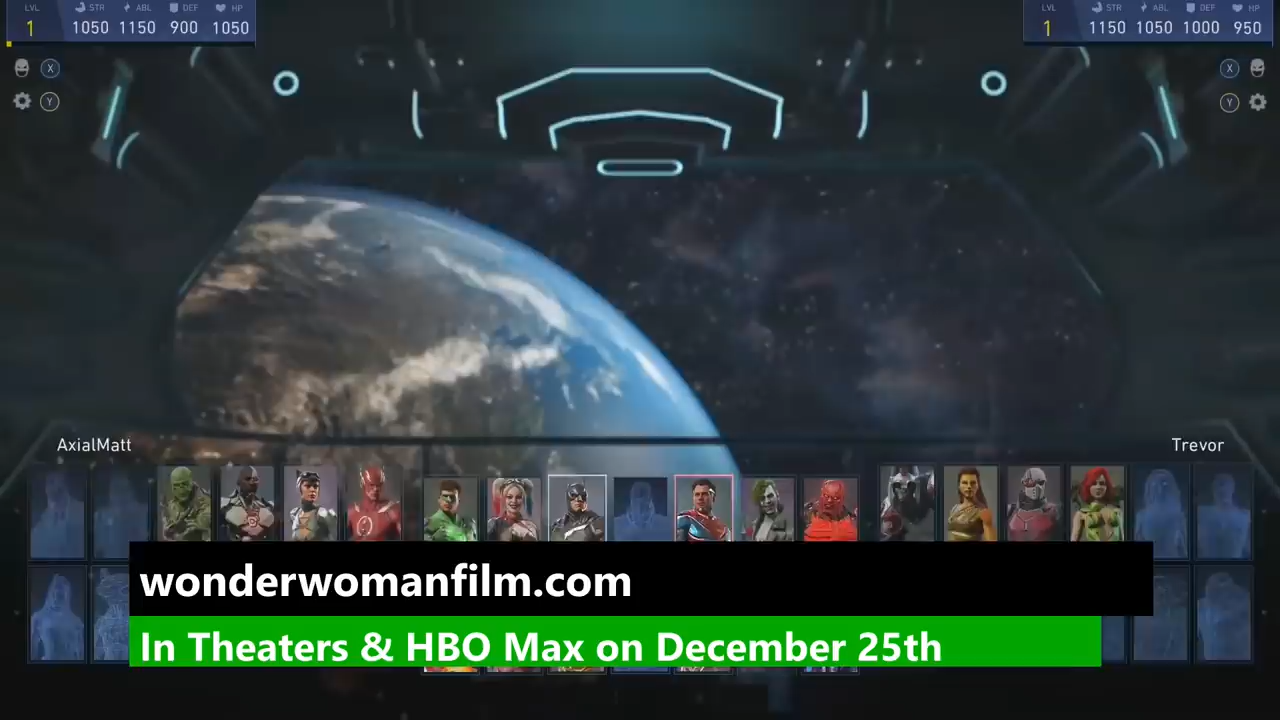 LVL STR ABL DEF HP
1 1050 1150 900 1050
LVL STR ABL DEF HP
1 1150 1050 1000 950
X
Y
X
Y
AxialMatt
Trevor
wonderwomanfilm.com
In Theaters & HBO Max on December 25th